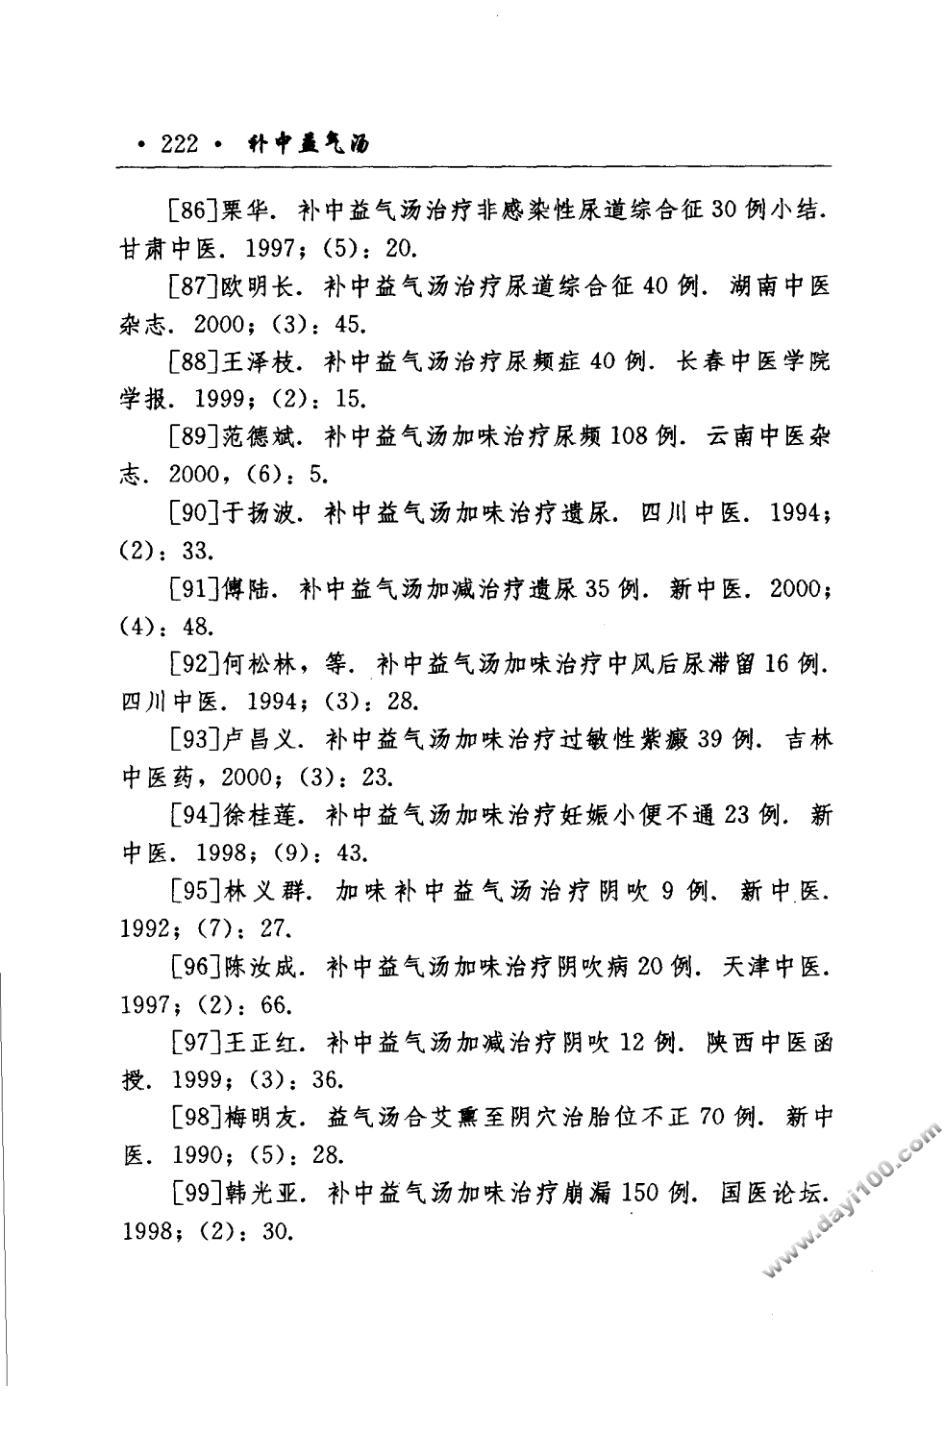 · 222 · 补中益气汤
[86]栗华. 补中益气汤治疗非感染性尿道综合征 30 例小结.
甘肃中医. 1997; (5): 20.
[87]欧明长. 补中益气汤治疗尿道综合征 40 例. 湖南中医
杂志. 2000; (3): 45.
[88]王泽枝. 补中益气汤治疗尿频症 40 例. 长春中医学院
学报. 1999; (2): 15.
[89]范德斌. 补中益气汤加味治疗尿频 108 例. 云南中医杂
志. 2000, (6): 5.
[90]于扬波. 补中益气汤加味治疗遗尿. 四川中医. 1994;
(2): 33.
[91]傅陆. 补中益气汤加减治疗遗尿 35 例. 新中医. 2000;
(4): 48.
[92]何松林, 等. 补中益气汤加味治疗中风后尿滞留 16 例.
四川中医. 1994; (3): 28.
[93]卢昌义. 补中益气汤加味治疗过敏性紫癜 39 例. 吉林
中医药, 2000; (3): 23.
[94]徐桂莲. 补中益气汤加味治疗妊娠小便不通 23 例. 新
中医. 1998; (9): 43.
[95]林义群. 加味补中益气汤治疗阴吹 9 例. 新中医.
1992; (7): 27.
[96]陈汝成. 补中益气汤加味治疗阴吹病 20 例. 天津中医.
1997; (2): 66.
[97]王正红. 补中益气汤加减治疗阴吹 12 例. 陕西中医函
授. 1999; (3): 36.
[98]梅明友. 益气汤合艾熏至阴穴治胎位不正 70 例. 新中
医. 1990; (5): 28.
[99]韩光亚. 补中益气汤加味治疗崩漏 150 例. 国医论坛.
1998; (2): 30.
www.dayi100.com